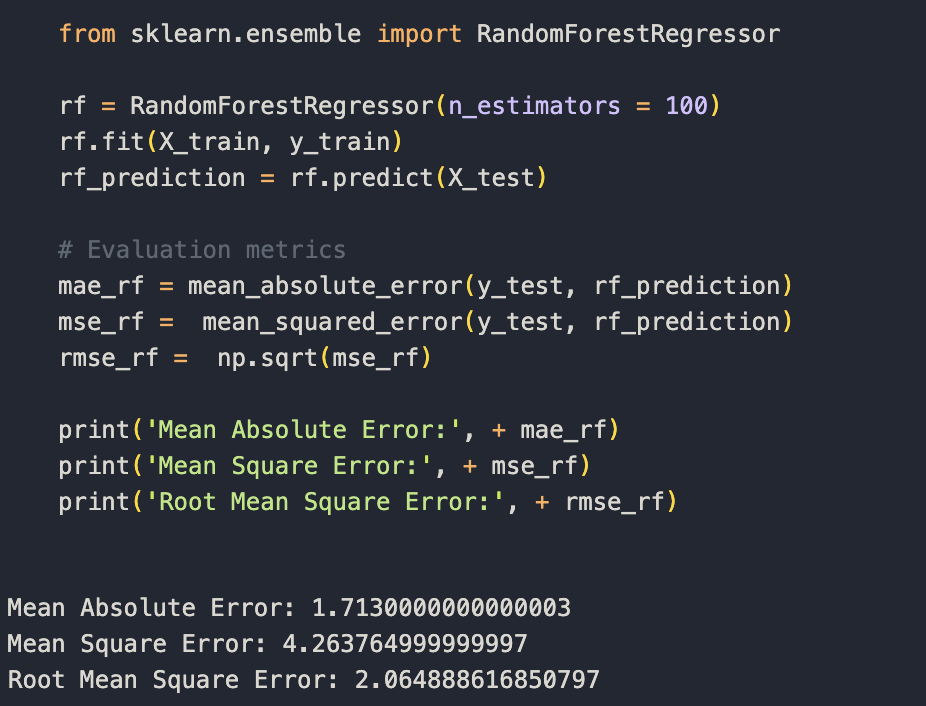 from sklearn.ensemble import RandomForestRegressor
rf = RandomForestRegressor(n_estimators = 100)
rf.fit(X_train, y_train)
rf_prediction = rf.predict(X_test)
# Evaluation metrics
mae_rf = mean_absolute_error(y_test, rf_prediction)
mse_rf =  mean_squared_error(y_test, rf_prediction)
rmse_rf =  np.sqrt(mse_rf)
print('Mean Absolute Error:', + mae_rf)
print('Mean Square Error:', + mse_rf)
print('Root Mean Square Error:', + rmse_rf)
Mean Absolute Error: 1.7130000000000003
Mean Square Error: 4.263764999999997
Root Mean Square Error: 2.064888616850797